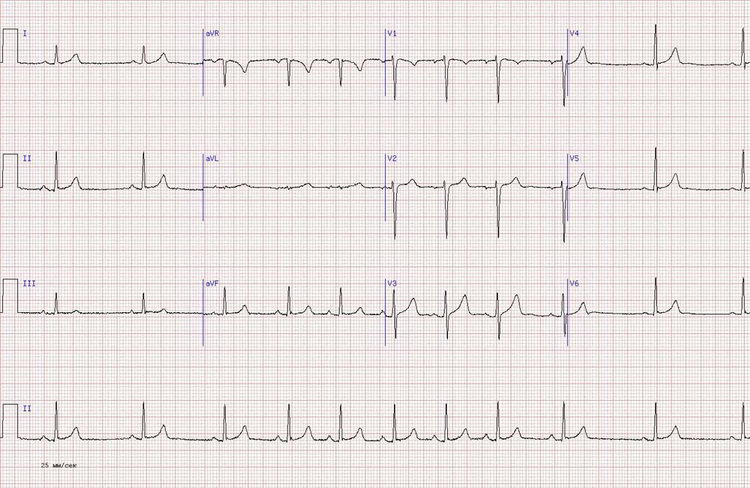 I aVR V1 V4
II aVL V2 V5
III aVF V3 V6
II
25 мм/сек